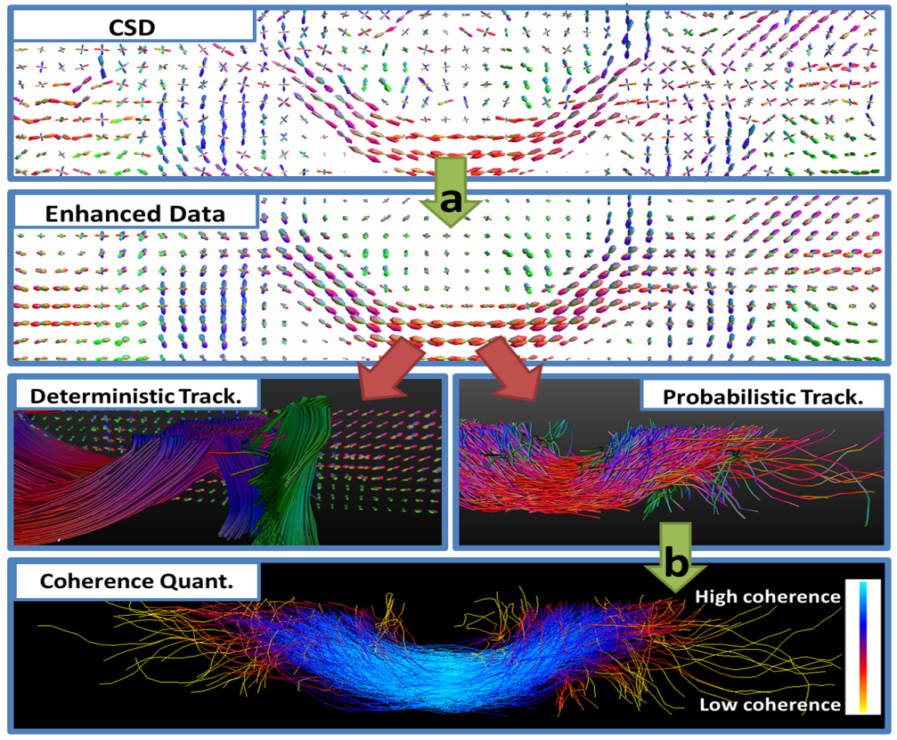 CSD
a
Enhanced Data
Deterministic Track.
Probabilistic Track.
b
Coherence Quant.
High coherence
Low coherence